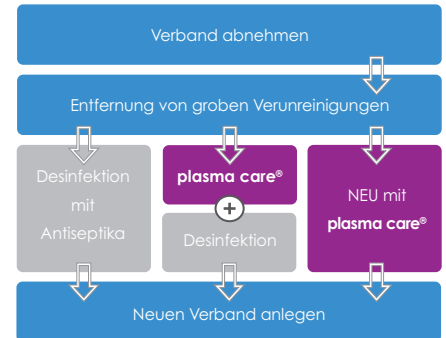 Verband abnehmen
Entfernung von groben Verunreinigungen
Desinfektion
mit
Antiseptika
plasma care®
+
Desinfektion
NEU mit
plasma care®
Neuen Verband anlegen